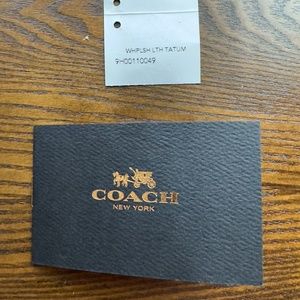 WHPLSH LTH TATUM
9H00110049
COACH
NEW YORK